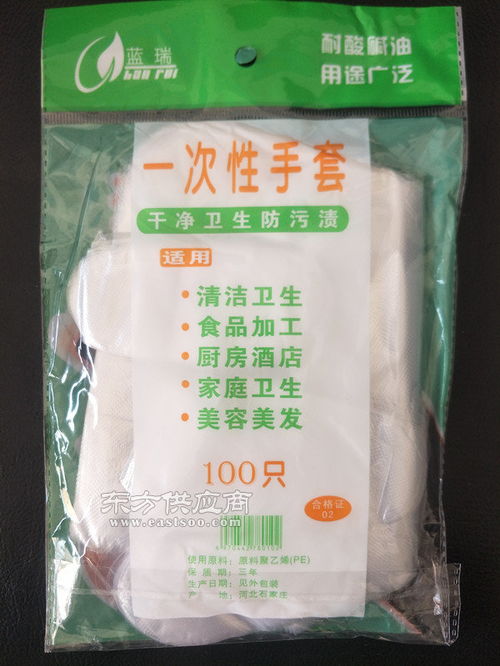 蓝瑞
LAN RUI
耐酸碱油
用途广泛
一次性手套
干净卫生防污渍
适用
·清洁卫生
·食品加工
·厨房酒店
·家庭卫生
·美容美发
100只
合格证
02
东方供应商
www.eastsoo.com
使用原料：原料聚乙烯(PE)
保 质 期：三年
生产日期：见外包装
产 地：河北石家庄